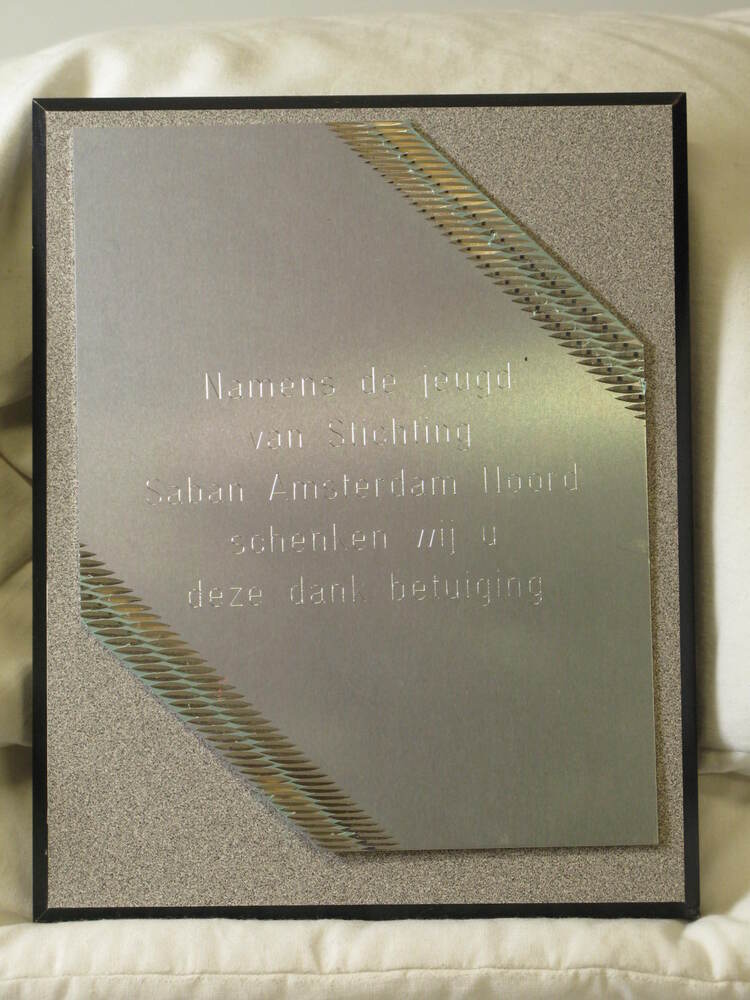 Namens de jeugd
van Stichting
Saban Amsterdam Noord
schenken wij u
deze dank betuiging